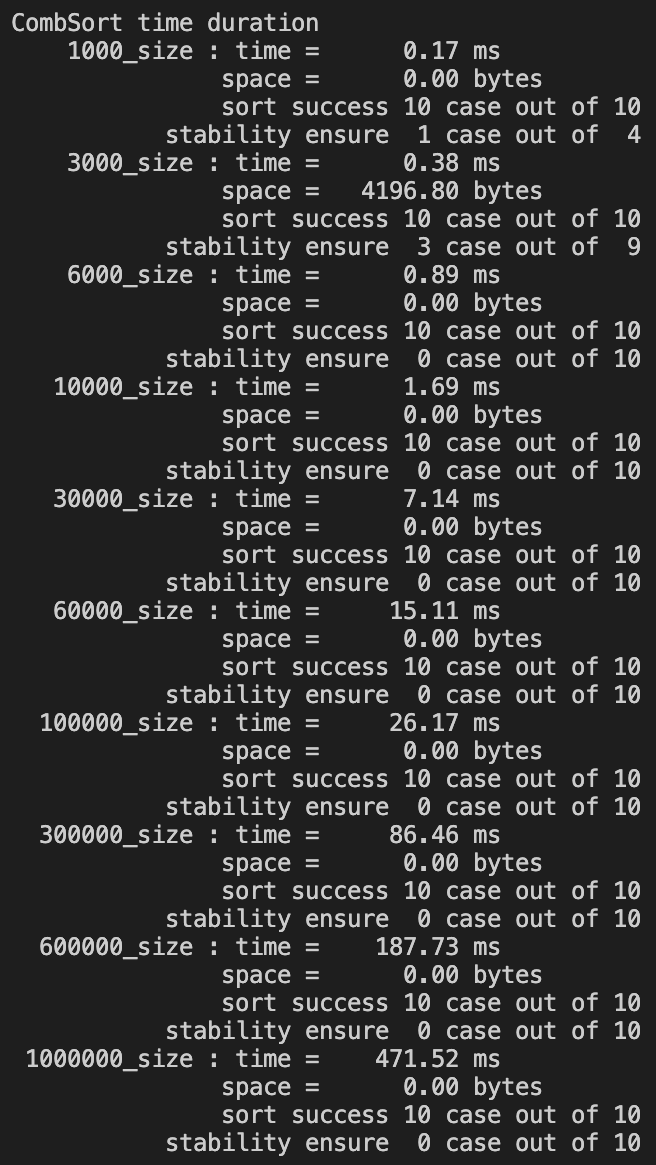 CombSort time duration
1000_size : time = 0.17 ms
space = 0.00 bytes
sort success 10 case out of 10
stability ensure 1 case out of 4
3000_size : time = 0.38 ms
space = 4196.80 bytes
sort success 10 case out of 10
stability ensure 3 case out of 9
6000_size : time = 0.89 ms
space = 0.00 bytes
sort success 10 case out of 10
stability ensure 0 case out of 10
10000_size : time = 1.69 ms
space = 0.00 bytes
sort success 10 case out of 10
stability ensure 0 case out of 10
30000_size : time = 7.14 ms
space = 0.00 bytes
sort success 10 case out of 10
stability ensure 0 case out of 10
60000_size : time = 15.11 ms
space = 0.00 bytes
sort success 10 case out of 10
stability ensure 0 case out of 10
100000_size : time = 26.17 ms
space = 0.00 bytes
sort success 10 case out of 10
stability ensure 0 case out of 10
300000_size : time = 86.46 ms
space = 0.00 bytes
sort success 10 case out of 10
stability ensure 0 case out of 10
600000_size : time = 187.73 ms
space = 0.00 bytes
sort success 10 case out of 10
stability ensure 0 case out of 10
1000000_size : time = 471.52 ms
space = 0.00 bytes
sort success 10 case out of 10
stability ensure 0 case out of 10